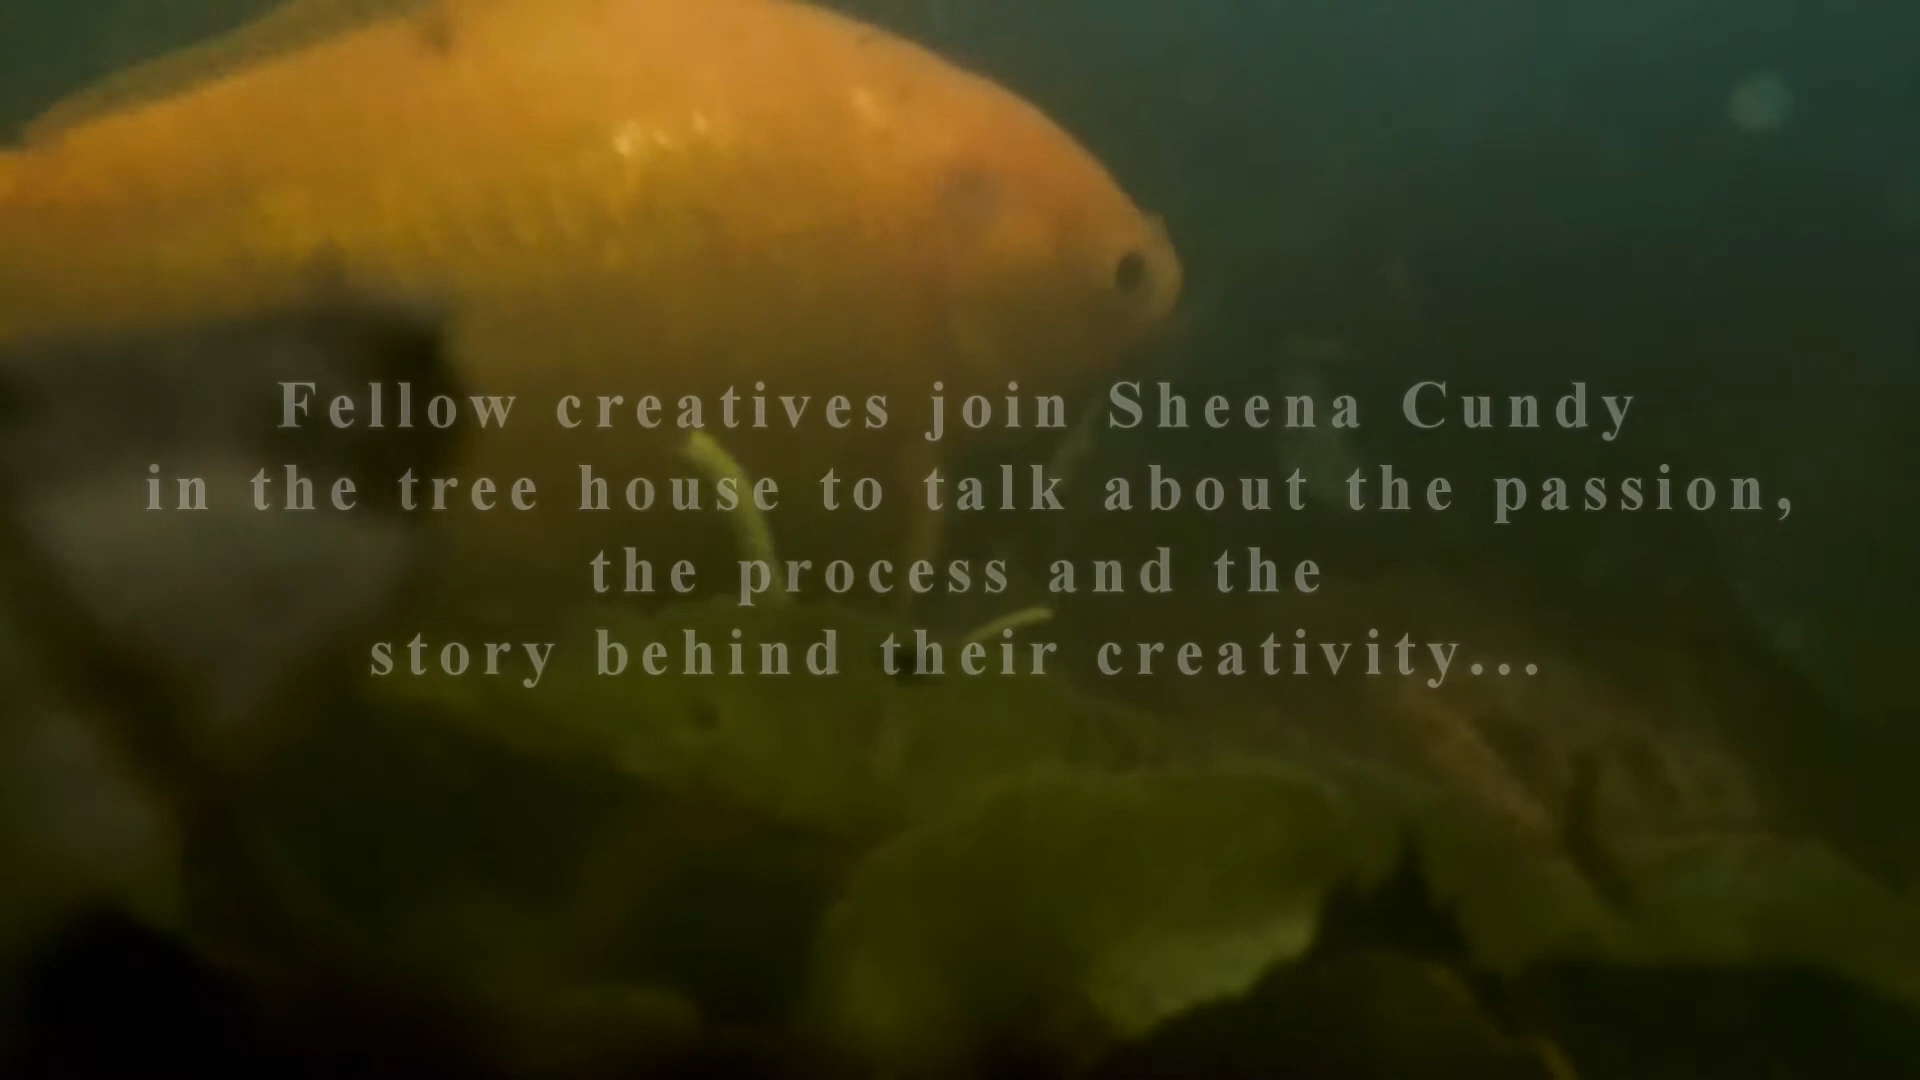 Fellow creatives join Sheena Cundy
in the tree house to talk about the passion,
the process and the
story behind their creativity...